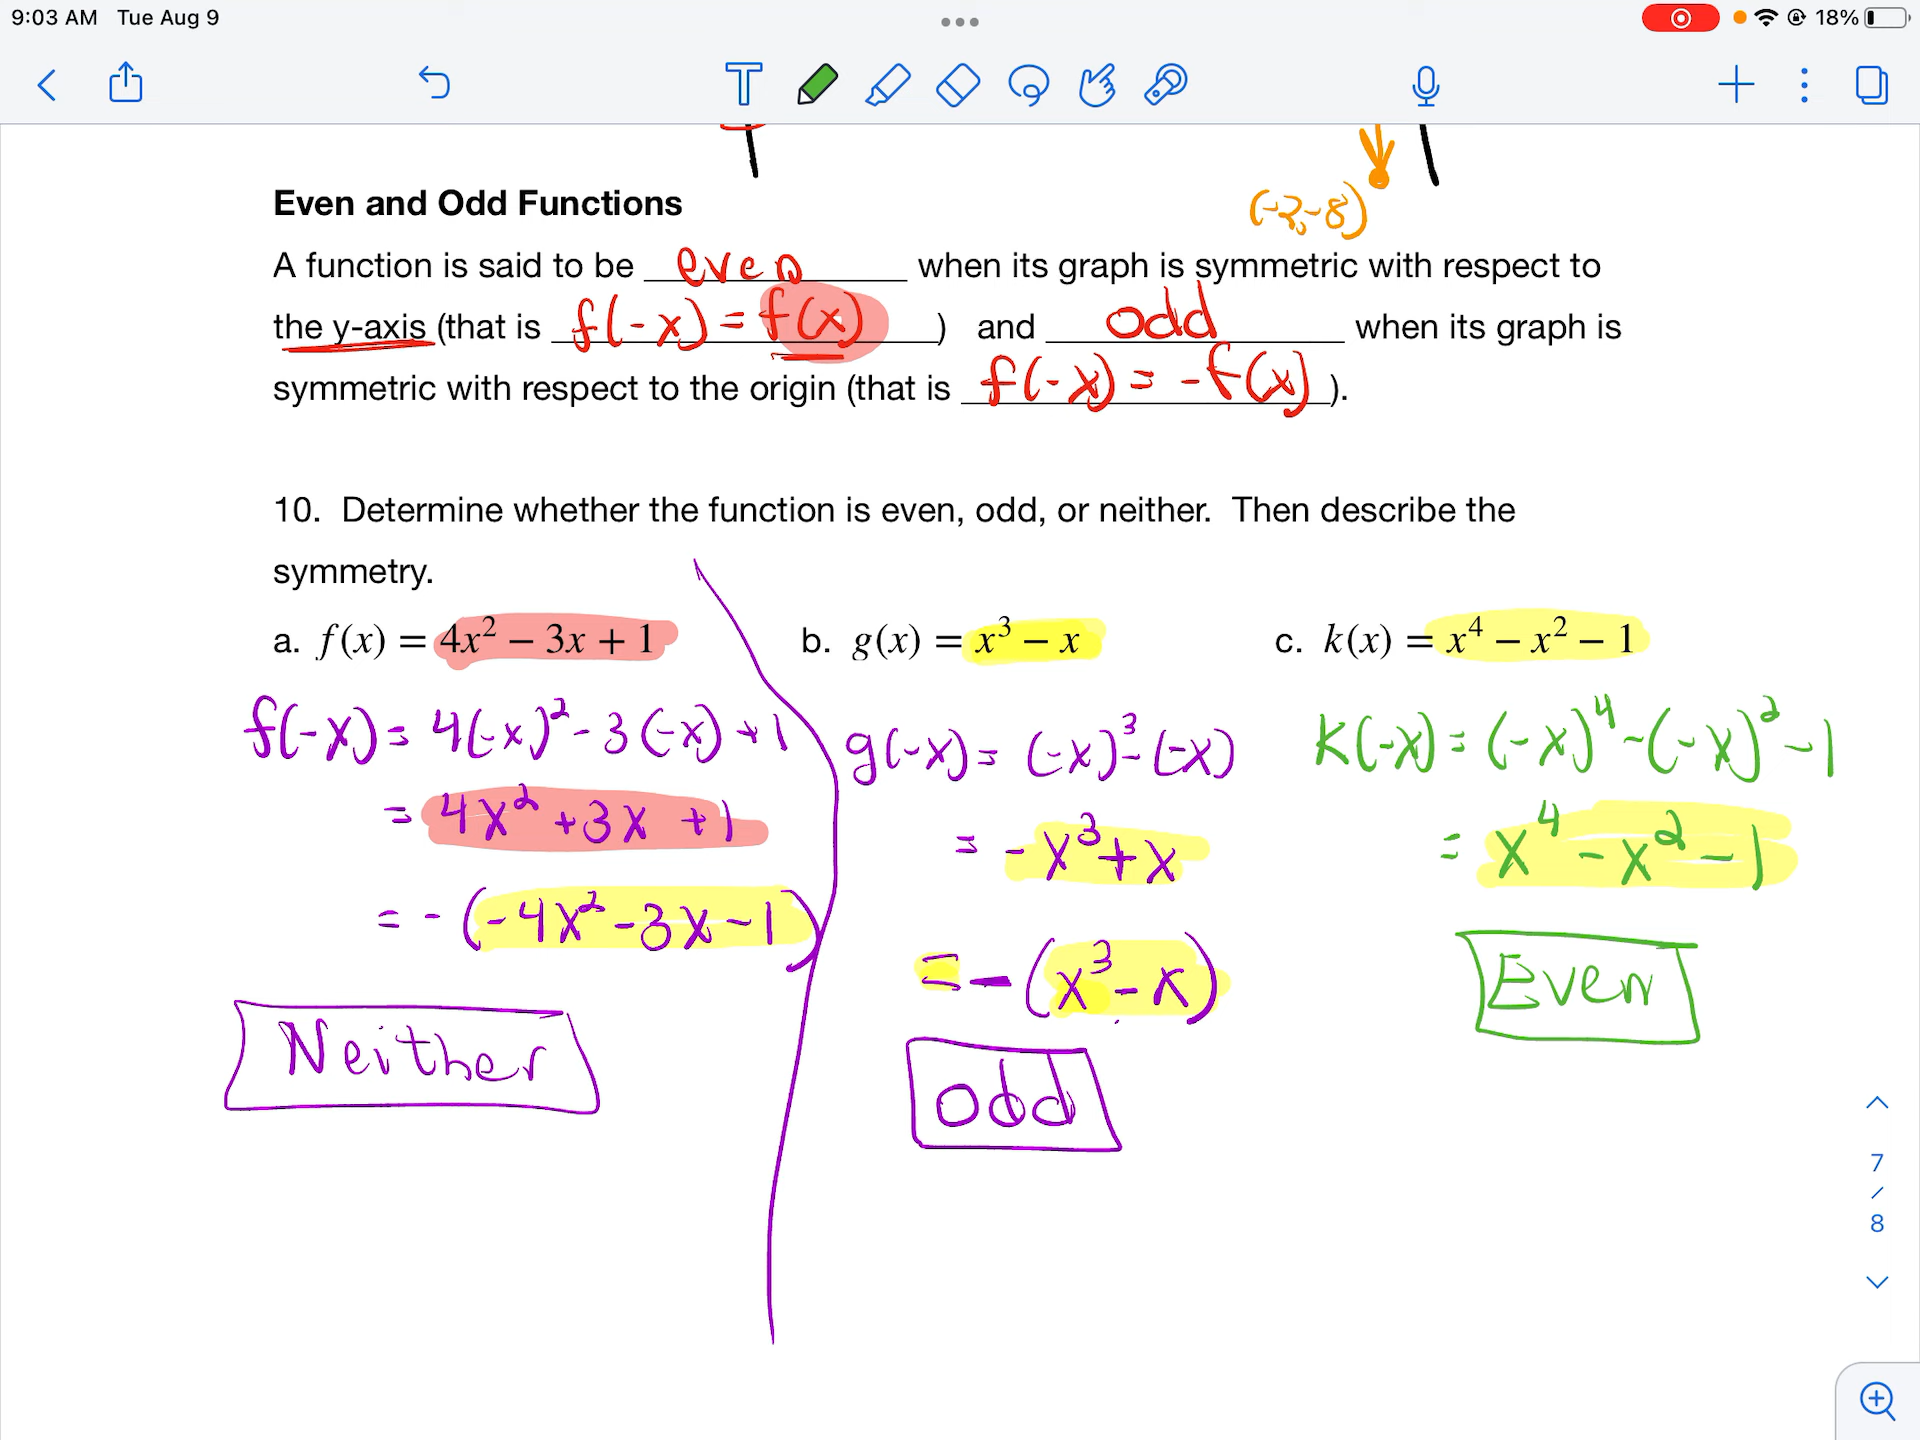 9:03 AM Tue Aug 9
18%
T
(-2,-8)
Even and Odd Functions
A function is said to be even when its graph is symmetric with respect to
the y-axis (that is f(-x) = f(x) ) and odd when its graph is
symmetric with respect to the origin (that is f(-x) = -f(x) ).
10. Determine whether the function is even, odd, or neither. Then describe the
symmetry.
a. f(x) = 4x² − 3x + 1
f(-x) = 4(-x)² - 3(-x) + 1
= 4x² + 3x + 1
= - (-4x² - 3x - 1)
Neither
b. g(x) = x³ − x
g(-x) = (-x)³ - (-x)
= -x³ + x
= - (x³ - x)
odd
c. k(x) = x⁴ − x² − 1
K(-x) = (-x)⁴ - (-x)² - 1
= x⁴ - x² - 1
Even
7
/
8